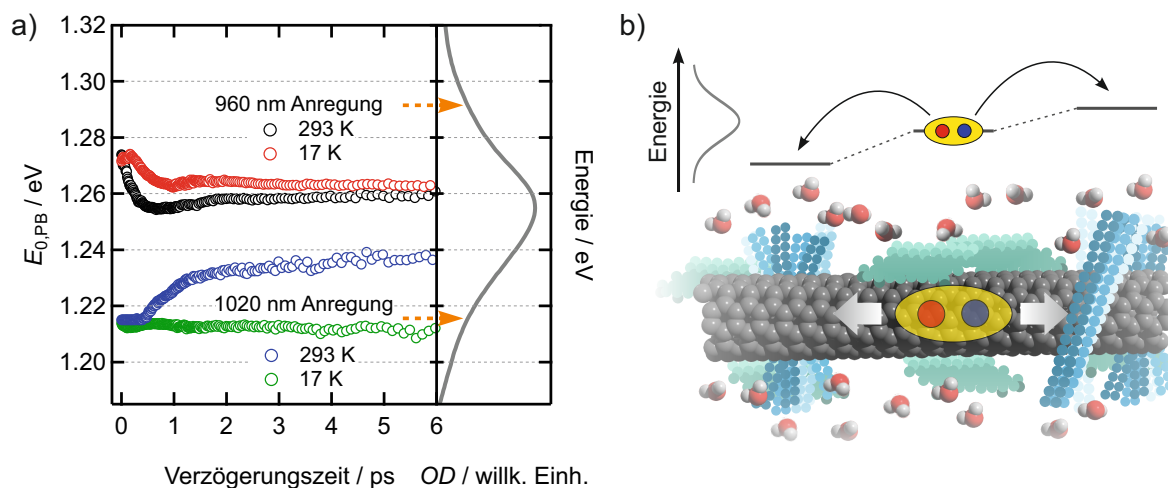 a)
1.32
1.30
1.28
1.26
1.24
1.22
1.20
E0,PB / eV
960 nm Anregung
293 K
17 K
1020 nm Anregung
293 K
17 K
0 1 2 3 4 5 6
Verzögerungszeit / ps
OD / willk. Einh.
Energie / eV
b)
Energie